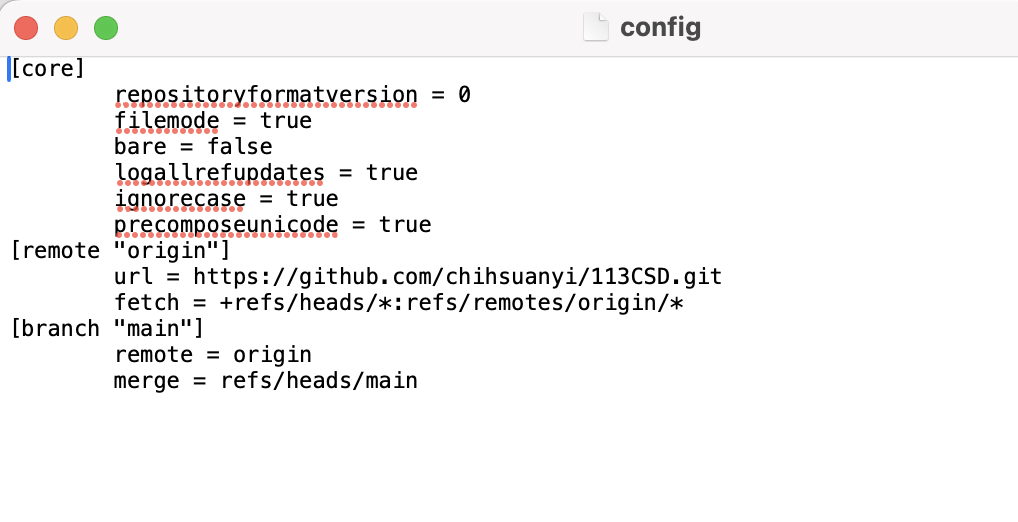 config
[core]
repositoryformatversion = 0
filemode = true
bare = false
logallrefupdates = true
ignorecase = true
precomposeunicode = true
[remote "origin"]
url = https://github.com/chihsuanyi/113CSD.git
fetch = +refs/heads/*:refs/remotes/origin/*
[branch "main"]
remote = origin
merge = refs/heads/main